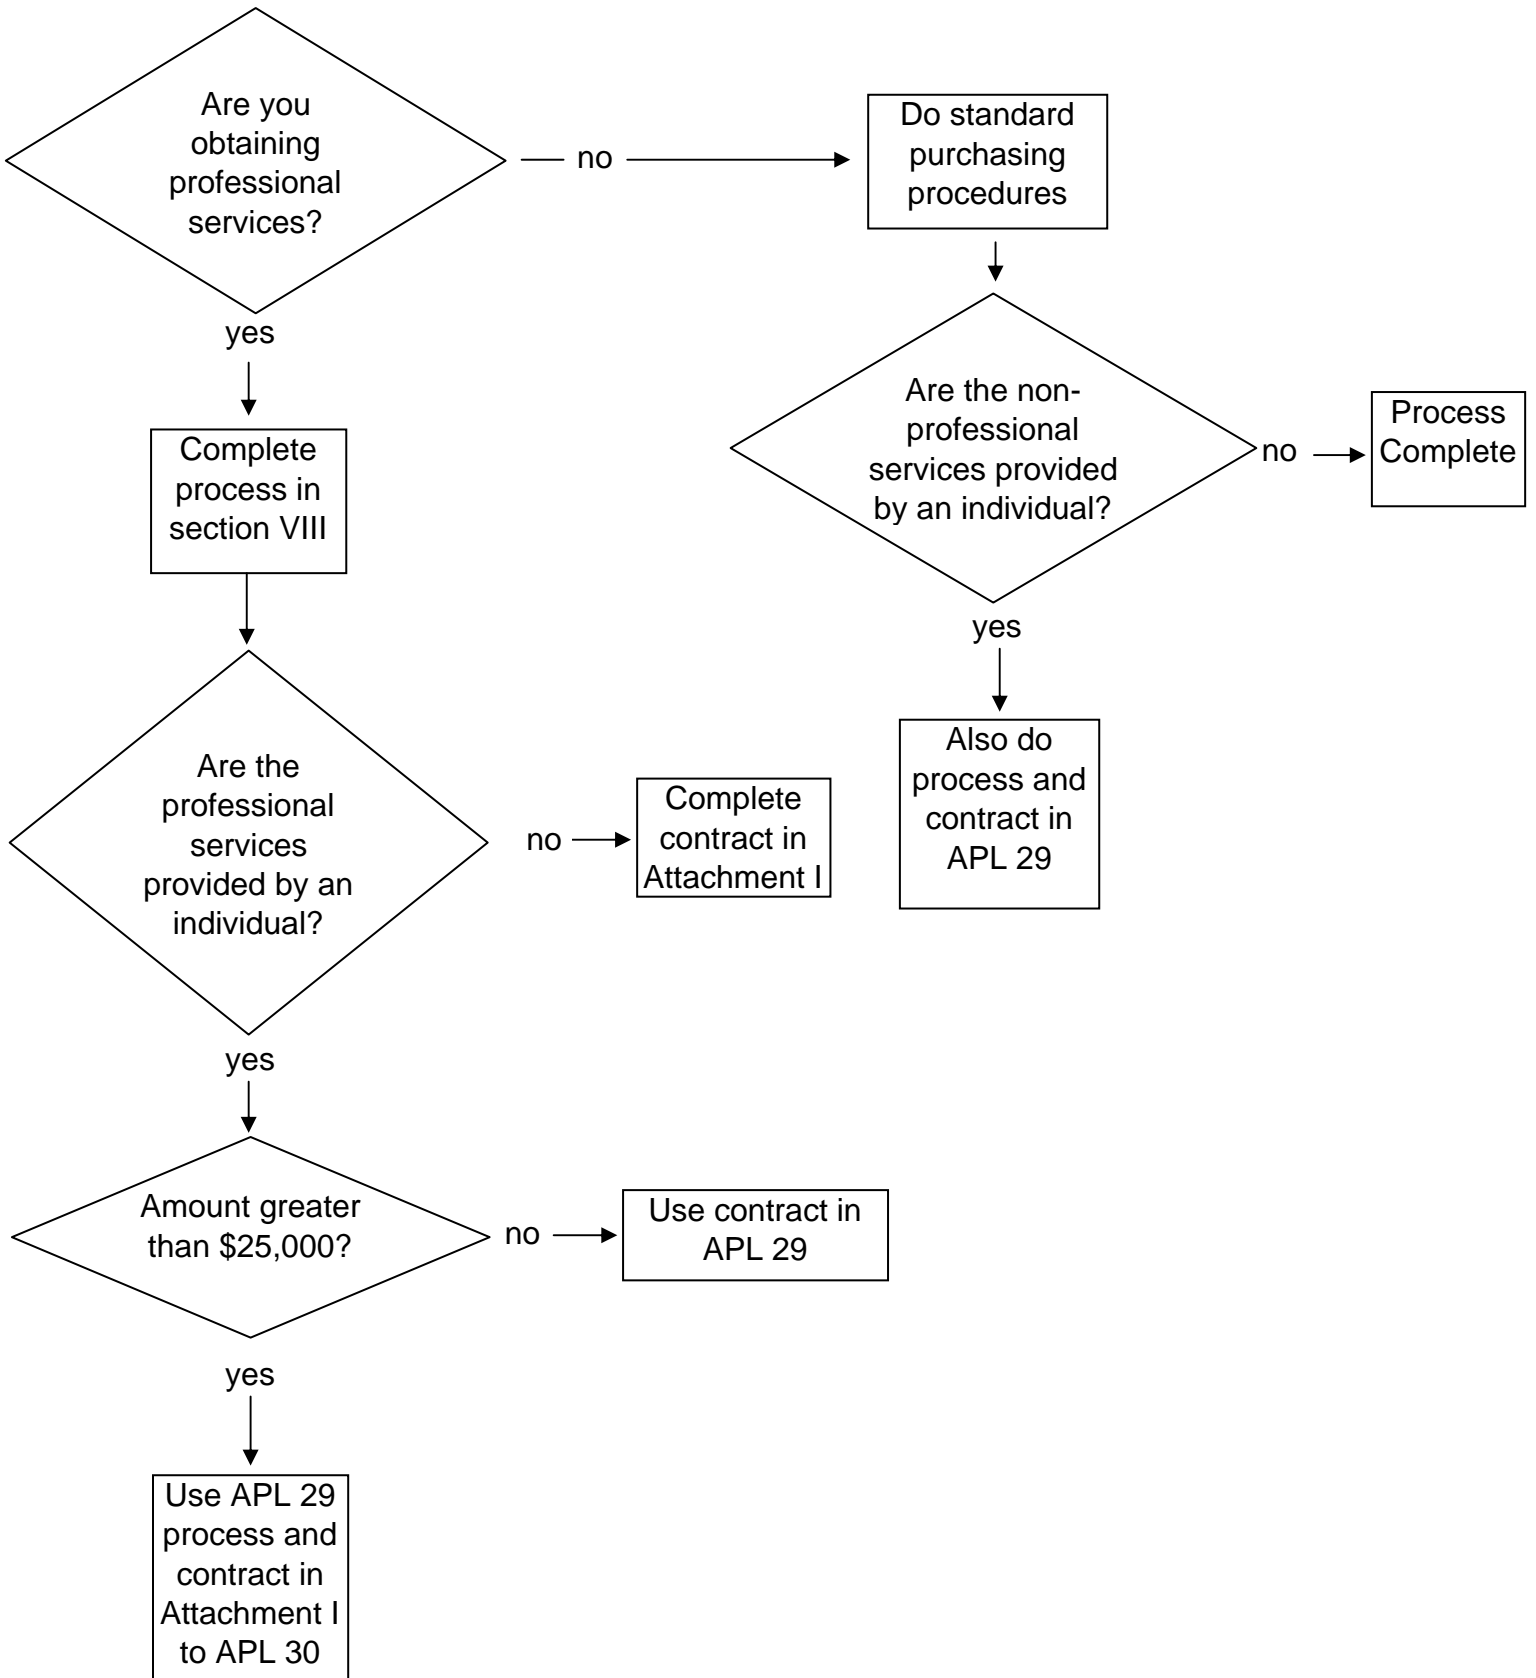 Are you
obtaining
professional
services?
no
Do standard
purchasing
procedures
yes
Complete
process in
section VIII
Are the non-
professional
services provided
by an individual?
no
Process
Complete
yes
Also do
process and
contract in
APL 29
Are the
professional
services
provided by an
individual?
no
Complete
contract in
Attachment I
yes
Amount greater
than $25,000?
no
Use contract in
APL 29
yes
Use APL 29
process and
contract in
Attachment I
to APL 30